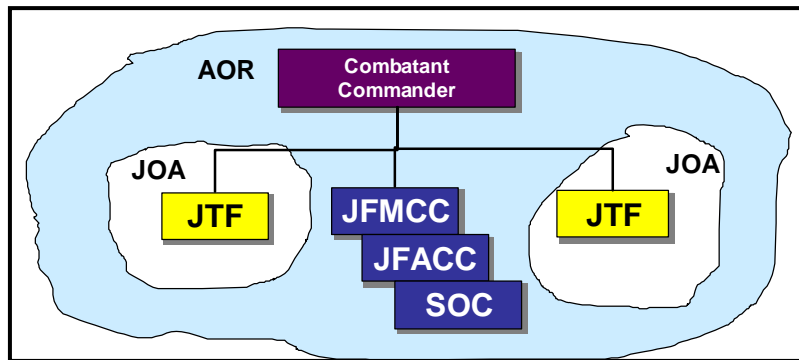 AOR
Combatant
Commander
JOA
JOA
JTF
JFMCC
JTF
JFACC
SOC